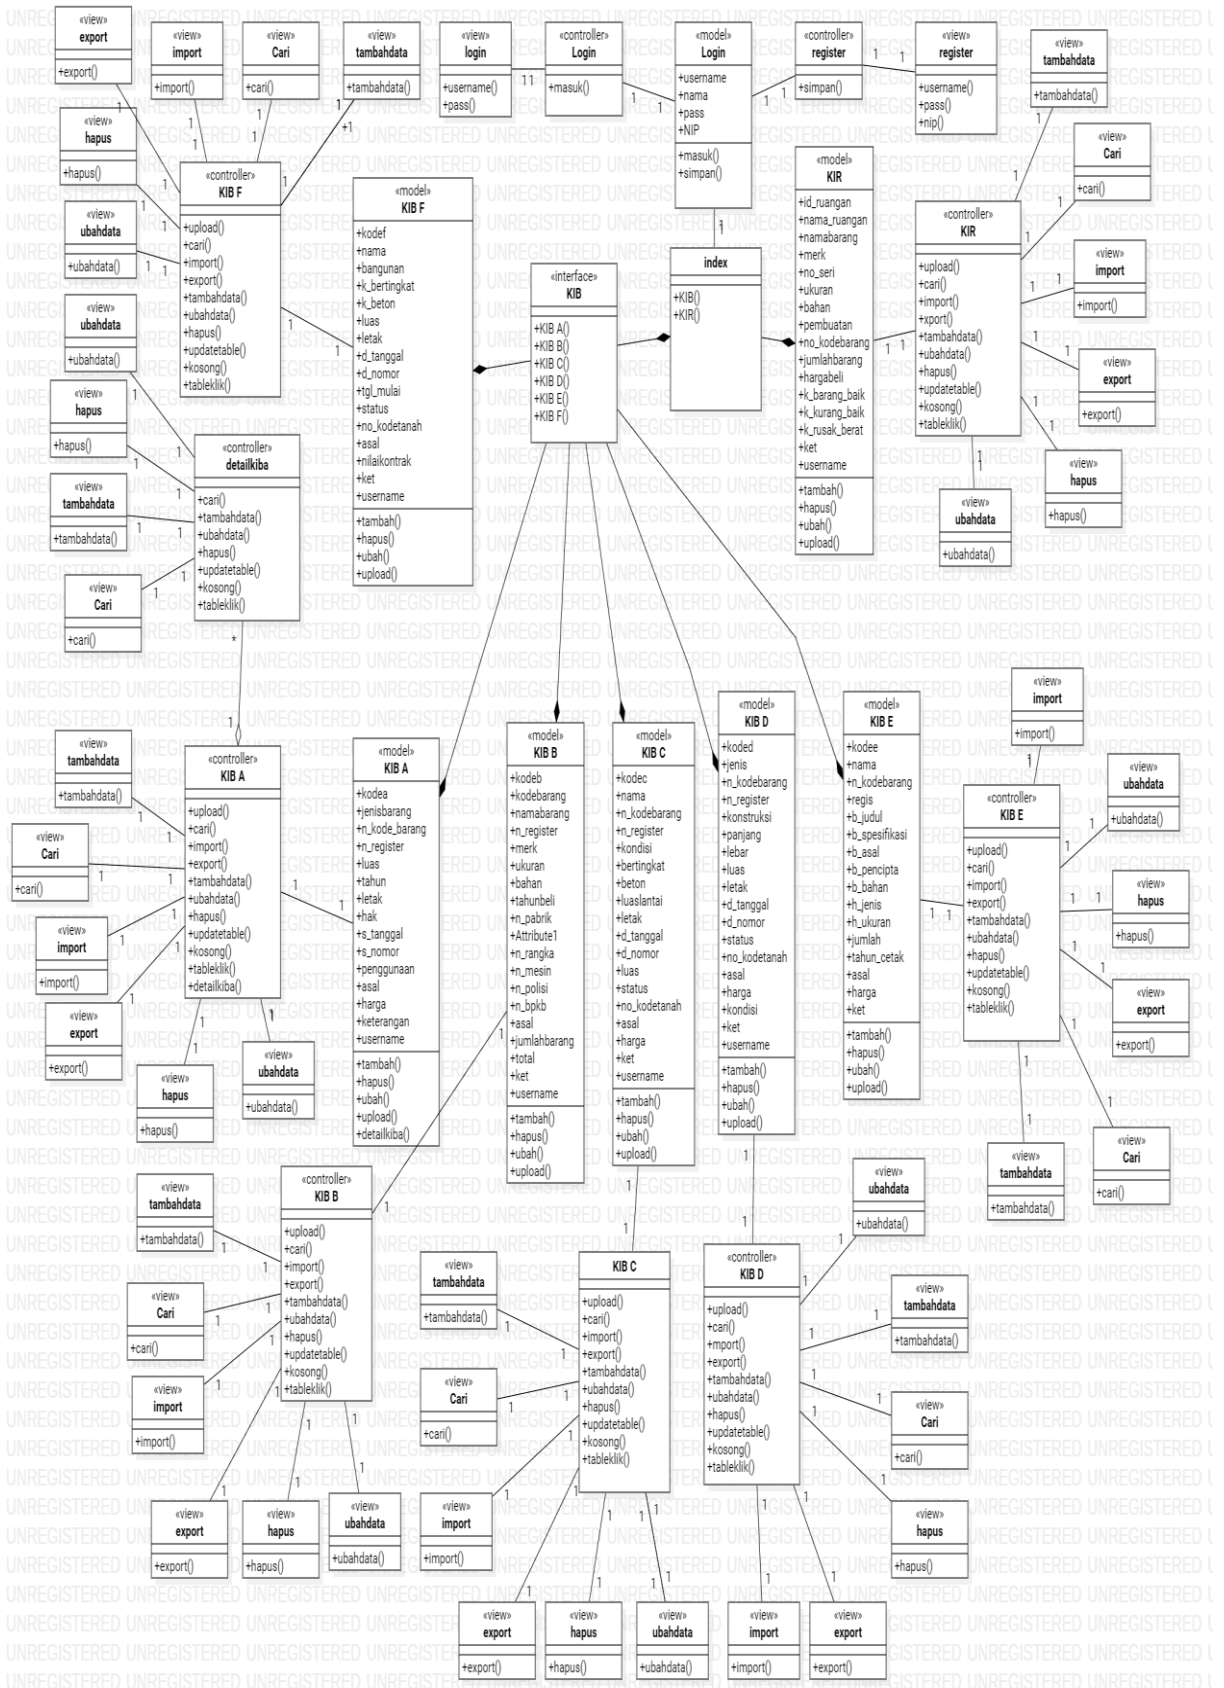 «view»
export
+export()
«view»
import
+import()
«view»
Cari
+cari()
«view»
tambahdata
+tambahdata()
«view»
login
+username()
+pass()
«controller»
Login
+masuk()
«model»
Login
+username
+nama
+pass
+NIP
+masuk()
+simpan()
«controller»
register
+simpan()
«view»
register
+username()
+pass()
+nip()
«view»
tambahdata
+tambahdata()
«view»
hapus
+hapus()
«view»
ubahdata
+ubahdata()
«controller»
KIB F
+upload()
+cari()
+import()
+export()
+tambahdata()
+ubahdata()
+hapus()
+updatetable()
+kosong()
+tableklik()
«model»
KIB F
+kodef
+nama
+bangunan
+k_bertingkat
+k_beton
+luas
+letak
+d_tanggal
+d_nomor
+tgl_mulai
+status
+no_kodetanah
+asal
+nilaikontrak
+ket
+username
+tambah()
+hapus()
+ubah()
+upload()
«interface»
KIB
+KIB A()
+KIB B()
+KIB C()
+KIB D()
+KIB E()
+KIB F()
index
+KIB()
+KIR()
«model»
KIR
+id_ruangan
+nama_ruangan
+namabarang
+merk
+no_seri
+ukuran
+bahan
+pembuatan
+no_kodebarang
+jumlahbarang
+hargabeli
+k_barang_baik
+k_kurang_baik
+k_rusak_berat
+ket
+username
+tambah()
+hapus()
+ubah()
+upload()
«controller»
KIR
+upload()
+cari()
+import()
+xport()
+tambahdata()
+ubahdata()
+hapus()
+updatetable()
+kosong()
+tableklik()
«view»
Cari
+cari()
«view»
import
+import()
«view»
export
+export()
«view»
hapus
+hapus()
«view»
ubahdata
+ubahdata()
«view»
ubahdata
+ubahdata()
«view»
hapus
+hapus()
«view»
tambahdata
+tambahdata()
«view»
Cari
+cari()
«controller»
detailkiba
+cari()
+tambahdata()
+ubahdata()
+hapus()
+updatetable()
+kosong()
+tableklik()
*
1
«view»
tambahdata
+tambahdata()
«view»
Cari
+cari()
«view»
import
+import()
«view»
export
+export()
«view»
hapus
+hapus()
«view»
ubahdata
+ubahdata()
«controller»
KIB A
+upload()
+cari()
+import()
+export()
+tambahdata()
+ubahdata()
+hapus()
+updatetable()
+kosong()
+tableklik()
+detailkiba()
«model»
KIB A
+kodea
+jenisbarang
+n_kode_barang
+n_register
+luas
+tahun
+letak
+hak
+s_tanggal
+s_nomor
+penggunaan
+asal
+harga
+keterangan
+username
+tambah()
+hapus()
+ubah()
+upload()
+detailkiba()
«model»
KIB B
+kodeb
+kodebarang
+namabarang
+n_register
+merk
+ukuran
+bahan
+tahunbeli
+n_pabrik
+Attribute1
+n_rangka
+n_mesin
+n_polisi
+n_bpkb
+asal
+jumlahbarang
+total
+ket
+username
+tambah()
+hapus()
+ubah()
+upload()
«model»
KIB C
+kodec
+nama
+n_kodebarang
+n_register
+kondisi
+bertingkat
+beton
+luaslantai
+letak
+d_tanggal
+d_nomor
+luas
+status
+no_kodetanah
+asal
+harga
+ket
+username
+tambah()
+hapus()
+ubah()
+upload()
«model»
KIB D
+koded
+jenis
+n_kodebarang
+n_register
+konstruksi
+panjang
+lebar
+luas
+letak
+d_tanggal
+d_nomor
+status
+no_kodetanah
+asal
+harga
+kondisi
+ket
+username
+tambah()
+hapus()
+ubah()
+upload()
«model»
KIB E
+kodee
+nama
+n_kodebarang
+regis
+b_judul
+b_spesifikasi
+b_asal
+b_pencipta
+b_bahan
+h_jenis
+h_ukuran
+jumlah
+tahun_cetak
+asal
+harga
+ket
+tambah()
+hapus()
+ubah()
+upload()
«view»
import
+import()
«controller»
KIB E
+upload()
+cari()
+import()
+export()
+tambahdata()
+ubahdata()
+hapus()
+updatetable()
+kosong()
+tableklik()
«view»
ubahdata
+ubahdata()
«view»
hapus
+hapus()
«view»
export
+export()
«view»
Cari
+cari()
«view»
tambahdata
+tambahdata()
«controller»
KIB B
+upload()
+cari()
+import()
+export()
+tambahdata()
+ubahdata()
+hapus()
+updatetable()
+kosong()
+tableklik()
«view»
tambahdata
+tambahdata()
«view»
Cari
+cari()
«view»
import
+import()
«view»
export
+export()
«view»
hapus
+hapus()
«view»
ubahdata
+ubahdata()
KIB C
+upload()
+cari()
+import()
+export()
+tambahdata()
+ubahdata()
+hapus()
+updatetable()
+kosong()
+tableklik()
«view»
tambahdata
+tambahdata()
«view»
Cari
+cari()
«view»
import
+import()
«view»
export
+export()
«view»
hapus
+hapus()
«view»
ubahdata
+ubahdata()
«controller»
KIB D
+upload()
+cari()
+mport()
+export()
+tambahdata()
+ubahdata()
+hapus()
+updatetable()
+kosong()
+tableklik()
«view»
ubahdata
+ubahdata()
«view»
tambahdata
+tambahdata()
«view»
Cari
+cari()
«view»
hapus
+hapus()
«view»
import
+import()
«view»
export
+export()